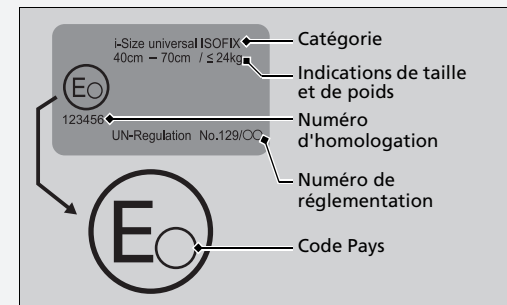 i-Size universal ISOFIX
40cm – 70cm / ≤ 24kg
E
123456
UN-Regulation No.129/○○
E
Catégorie
Indications de taille
et de poids
Numéro
d'homologation
Numéro de
réglementation
Code Pays